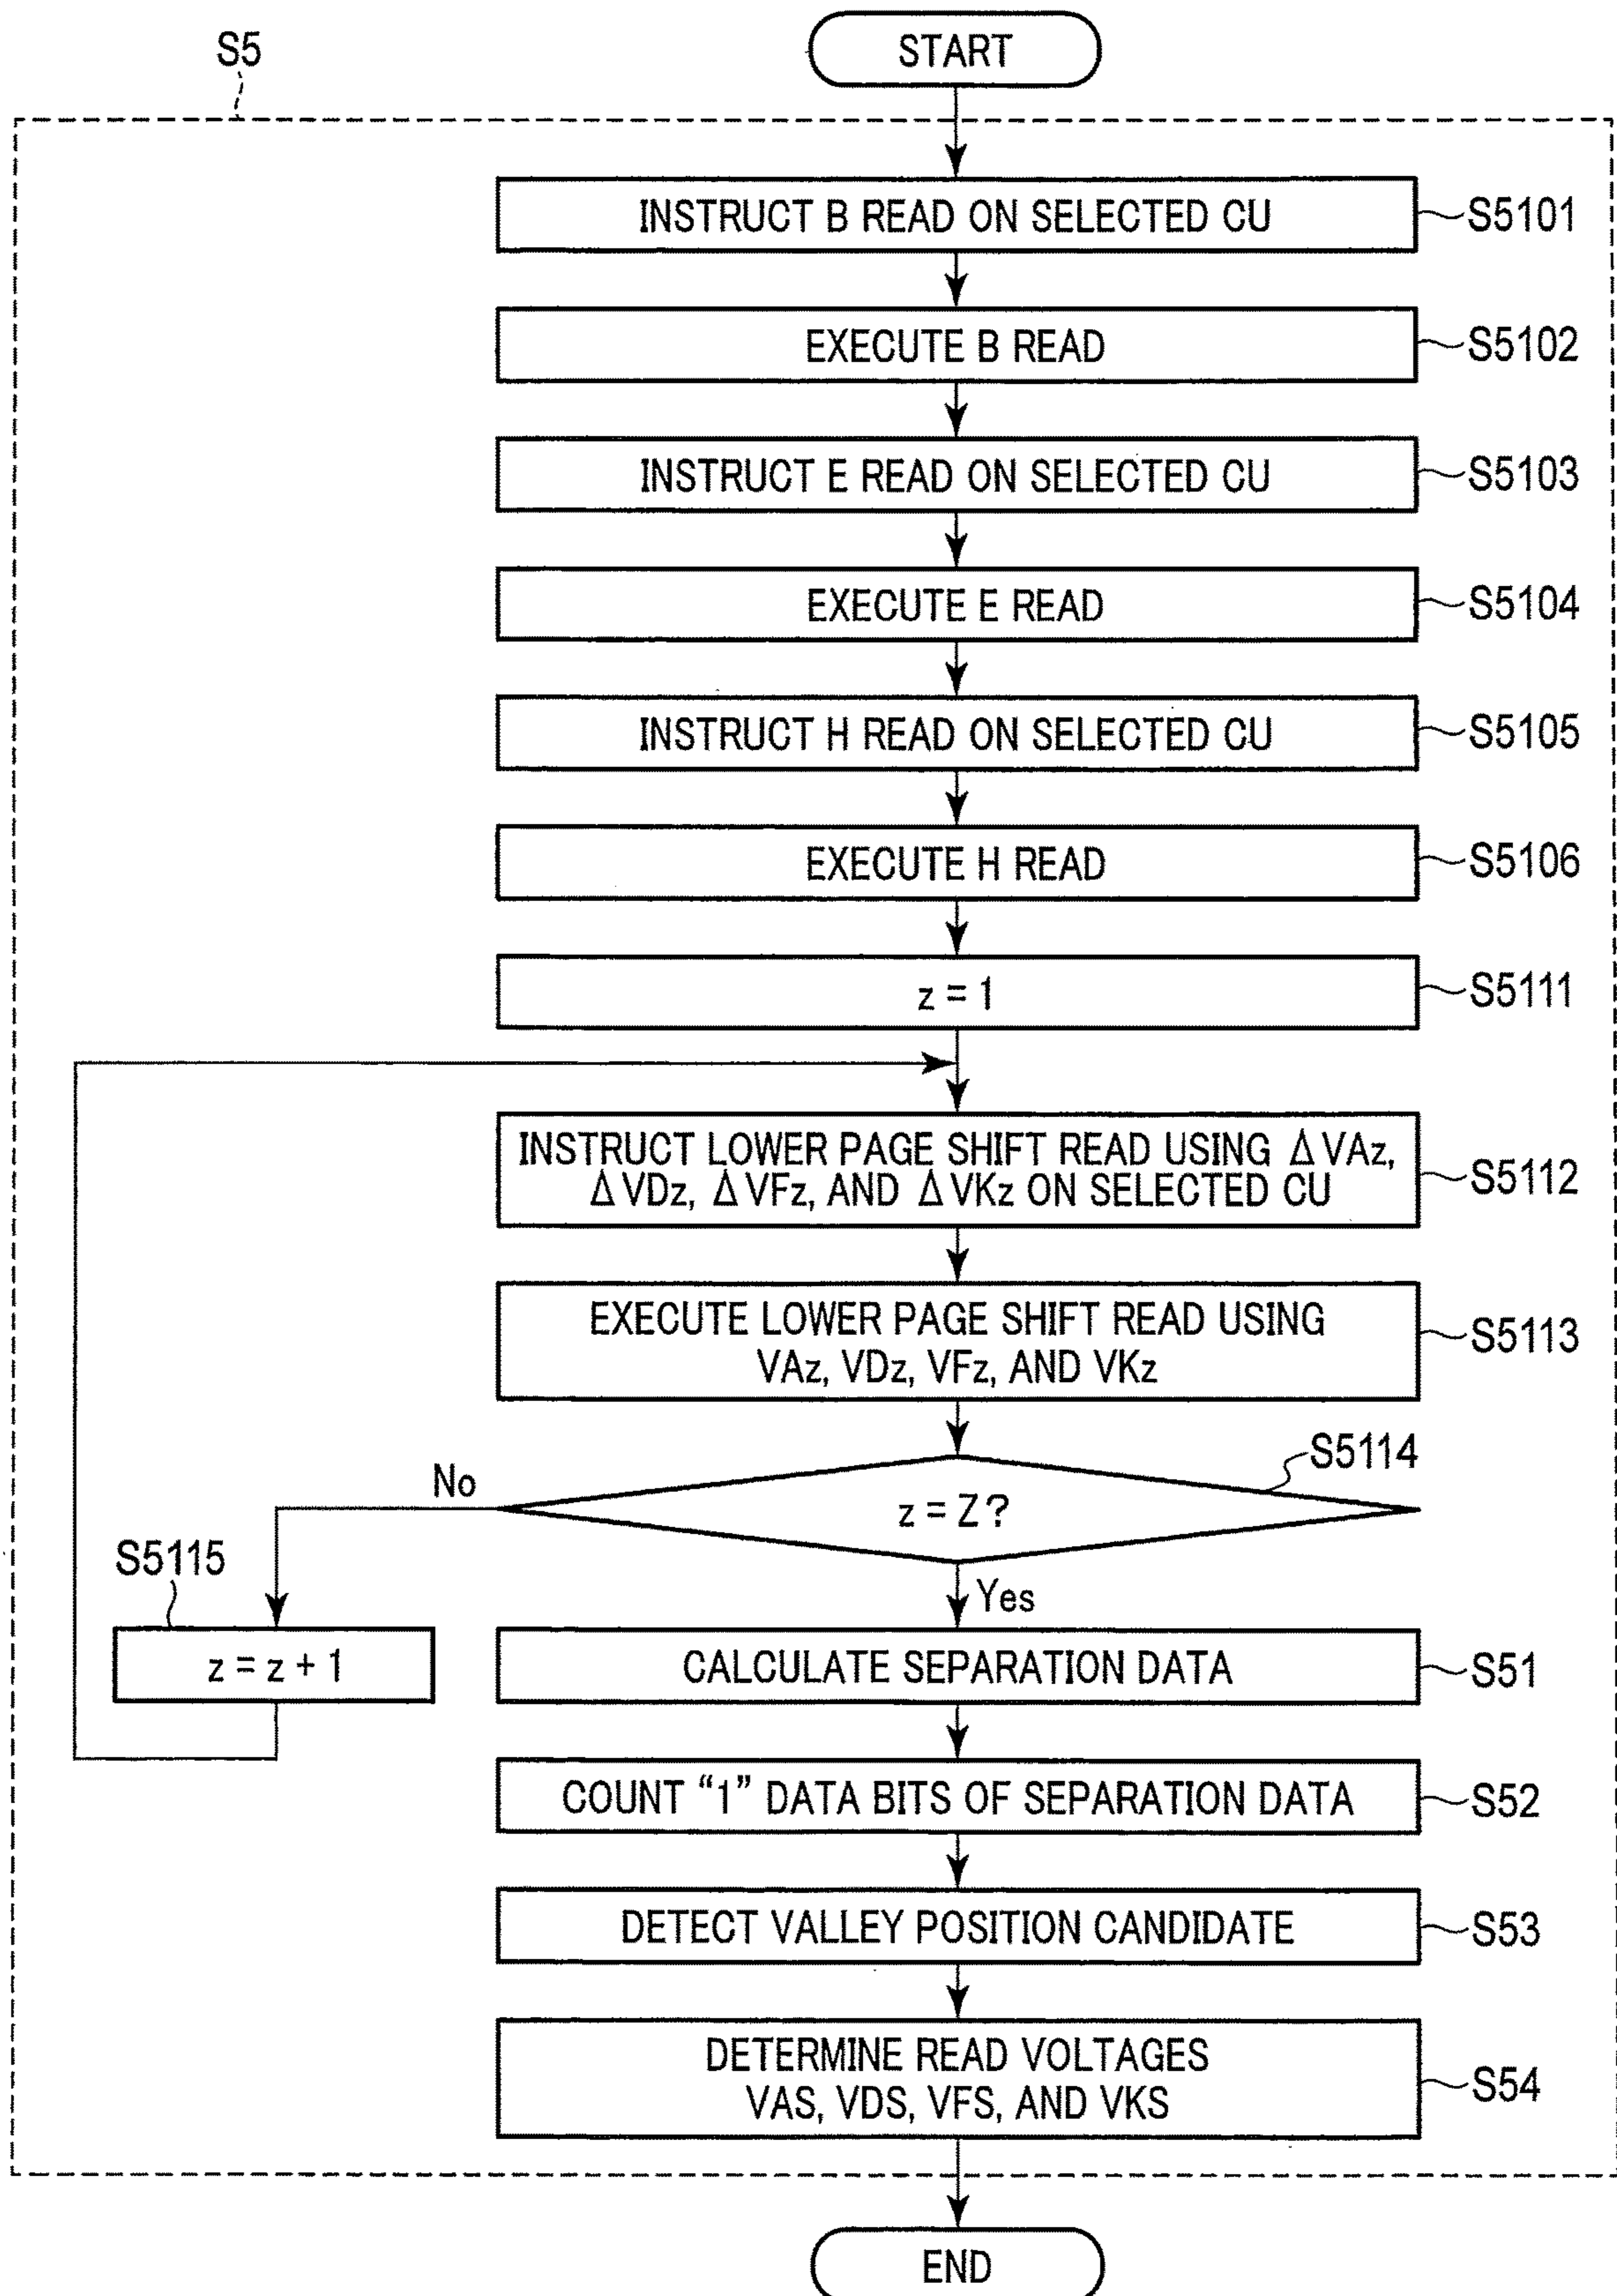 S5
START
INSTRUCT B READ ON SELECTED CU
S5101
EXECUTE B READ
S5102
INSTRUCT E READ ON SELECTED CU
S5103
EXECUTE E READ
S5104
INSTRUCT H READ ON SELECTED CU
S5105
EXECUTE H READ
S5106
z = 1
S5111
INSTRUCT LOWER PAGE SHIFT READ USING ΔVAz,
ΔVDz, ΔVFz, AND ΔVKz ON SELECTED CU
S5112
EXECUTE LOWER PAGE SHIFT READ USING
VAz, VDz, VFz, AND VKz
S5113
S5114
z = Z?
No
Yes
S5115
z = z + 1
CALCULATE SEPARATION DATA
S51
COUNT “1” DATA BITS OF SEPARATION DATA
S52
DETECT VALLEY POSITION CANDIDATE
S53
DETERMINE READ VOLTAGES
VAS, VDS, VFS, AND VKS
S54
END